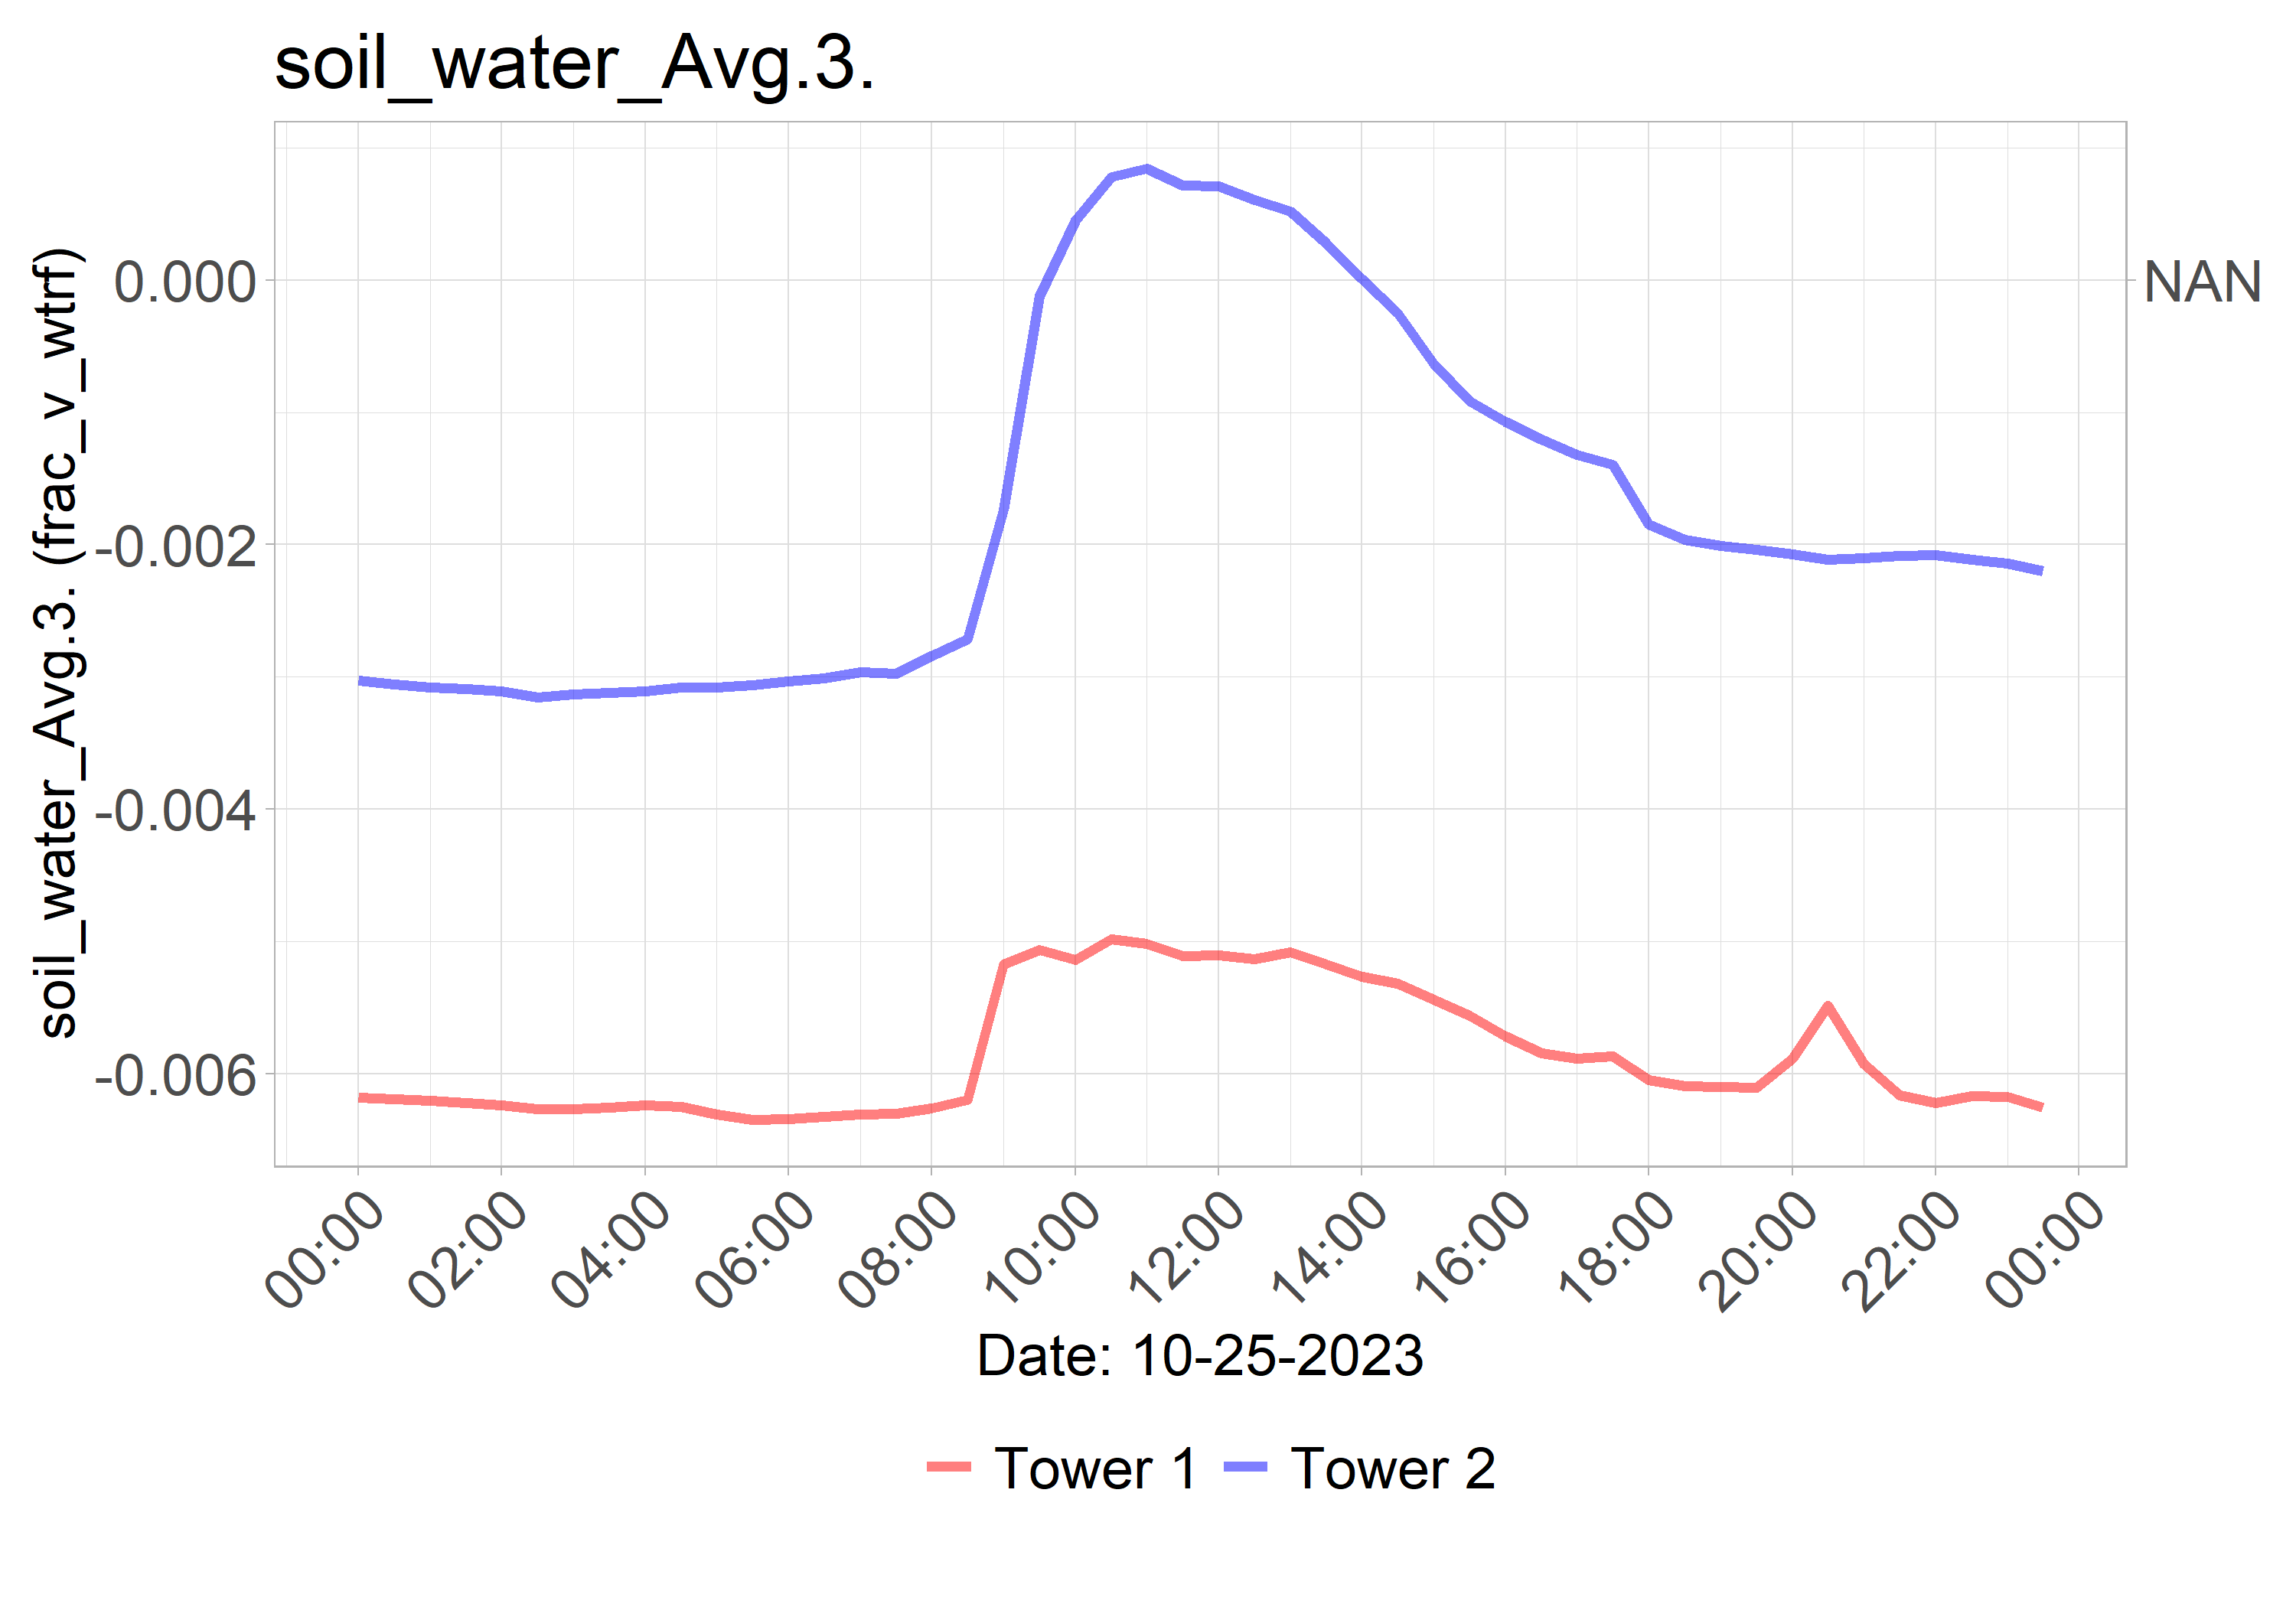 soil_water_Avg.3.
soil_water_Avg.3. (frac_v_wtrf)
0.000
-0.002
-0.004
-0.006
NAN
00:00
02:00
04:00
06:00
08:00
10:00
12:00
14:00
16:00
18:00
20:00
22:00
00:00
Date: 10-25-2023
Tower 1
Tower 2